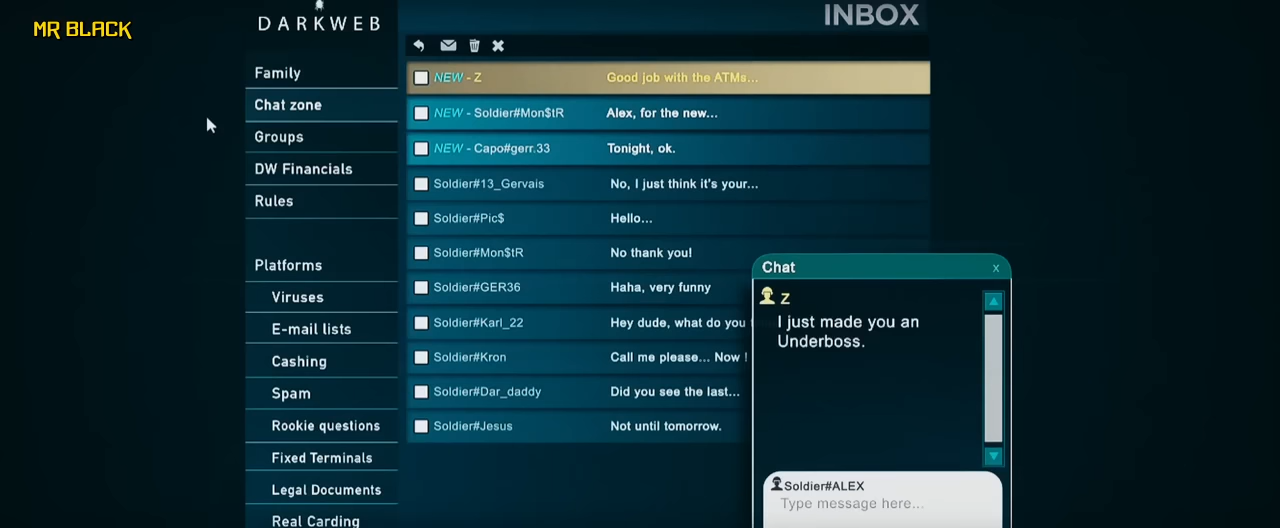 MR BLACK
DARKWEB
INBOX
Family
Chat zone
Groups
DW Financials
Rules
Platforms
Viruses
E-mail lists
Cashing
Spam
Rookie questions
Fixed Terminals
Legal Documents
Real Carding
NEW - Z Good job with the ATMs...
NEW - Soldier#Mon$tR Alex, for the new...
NEW - Capo#gerr.33 Tonight, ok.
Soldier#13_Gervais No, I just think it's your...
Soldier#Pic$ Hello...
Soldier#Mon$tR No thank you!
Soldier#GER36 Haha, very funny
Soldier#Karl_22 Hey dude, what do you
Soldier#Kron Call me please... Now !
Soldier#Dar_daddy Did you see the last...
Soldier#Jesus Not until tomorrow.
Chat x
Z
I just made you an
Underboss.
Soldier#ALEX
Type message here...